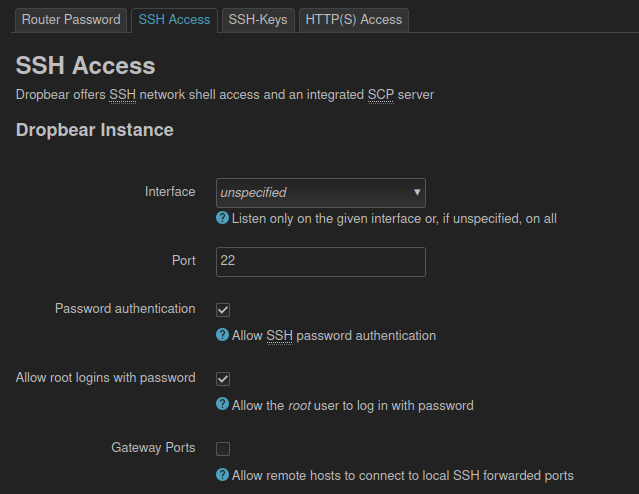 Router Password SSH Access SSH-Keys HTTP(S) Access
SSH Access
Dropbear offers SSH network shell access and an integrated SCP server
Dropbear Instance
Interface unspecified
Listen only on the given interface or, if unspecified, on all
Port 22
Password authentication
Allow SSH password authentication
Allow root logins with password
Allow the root user to log in with password
Gateway Ports
Allow remote hosts to connect to local SSH forwarded ports